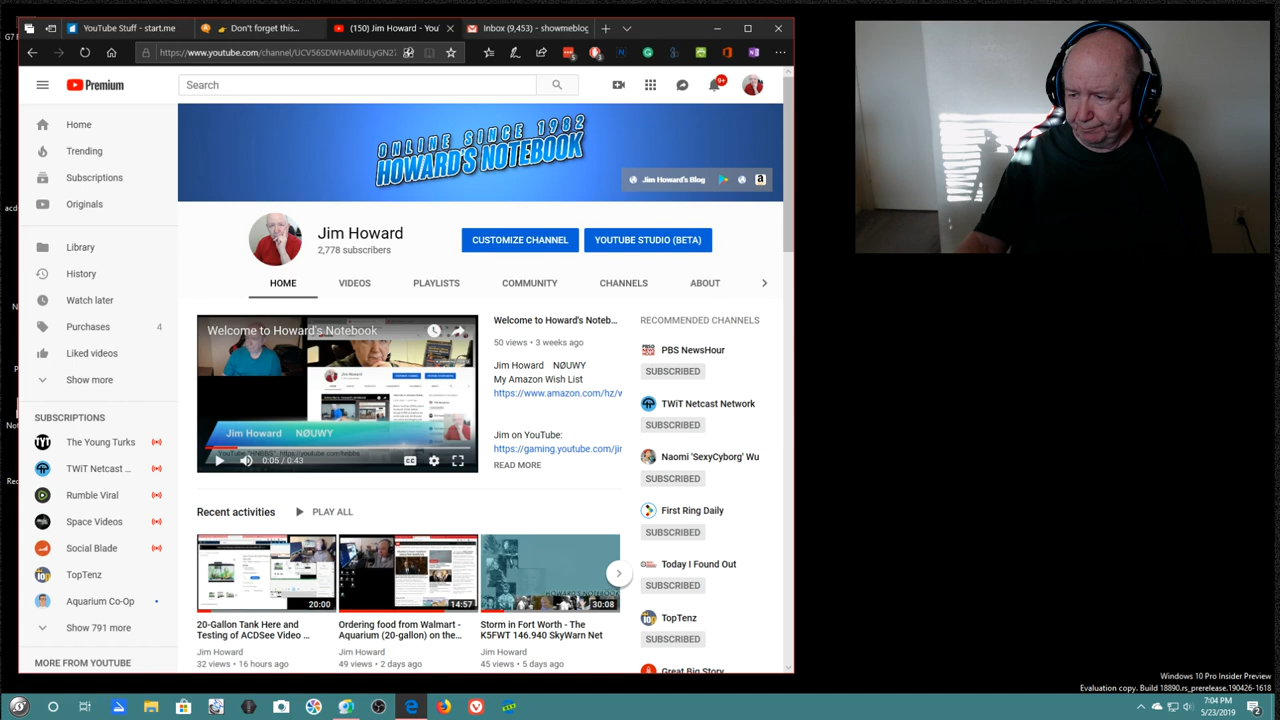 YouTube Stuff - start.me
Don't forget this...
(150) Jim Howard - You
Inbox (9,453) - showmeblog
https://www.youtube.com/channel/UCV56SDWHAMliULyGN2
Premium
Search
9+
Home
Trending
Subscriptions
Originals
Library
History
Watch later
Purchases 4
Liked videos
Show more
SUBSCRIPTIONS
The Young Turks
TWiT Netcast ...
Rumble Viral
Space Videos
Social Blade
TopTenz
Aquarium Co-Op
Show 791 more
MORE FROM YOUTUBE
ONLINE SINCE 1982
HOWARD'S NOTEBOOK
Jim Howard's Blog
Jim Howard
2,778 subscribers
CUSTOMIZE CHANNEL
YOUTUBE STUDIO (BETA)
HOME VIDEOS PLAYLISTS COMMUNITY CHANNELS ABOUT
Welcome to Howard's Notebook
Jim Howard NØUWY
0:05 / 0:43
Welcome to Howard's Noteb...
50 views • 3 weeks ago
Jim Howard NØUWY
My Amazon Wish List
https://www.amazon.com/hz/w
Jim on YouTube:
https://gaming.youtube.com/jir
READ MORE
Recent activities
PLAY ALL
20:00
20-Gallon Tank Here and
Testing of ACDSee Video ...
Jim Howard
32 views • 16 hours ago
14:57
Ordering food from Walmart -
Aquarium (20-gallon) on the...
Jim Howard
49 views • 2 days ago
HOWARD'S NOTEBOOK
30:08
Storm in Fort Worth - The
K5FWT 146.940 SkyWarn Net
Jim Howard
45 views • 5 days ago
RECOMMENDED CHANNELS
PBS NewsHour
SUBSCRIBED
TWiT Netcast Network
SUBSCRIBED
Naomi 'SexyCyborg' Wu
SUBSCRIBED
First Ring Daily
SUBSCRIBED
Today I Found Out
SUBSCRIBED
TopTenz
SUBSCRIBED
Great Big Story
Windows 10 Pro Insider Preview
Evaluation copy. Build 18890.rs_prerelease.190426-1618
7:04 PM
5/23/2019
2